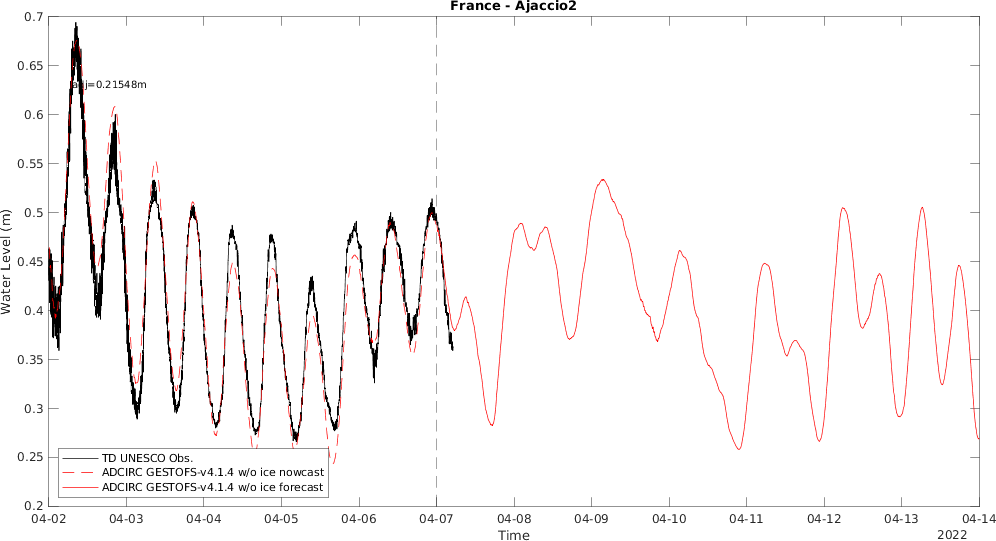 France - Ajaccio2
0.7
0.65
0.6
0.55
0.5
0.45
0.4
0.35
0.3
0.25
0.2
Water Level (m)
adj=0.21548m
TD UNESCO Obs.
ADCIRC GESTOFS-v4.1.4 w/o ice nowcast
ADCIRC GESTOFS-v4.1.4 w/o ice forecast
04-02 04-03 04-04 04-05 04-06 04-07 04-08 04-09 04-10 04-11 04-12 04-13 04-14
Time
2022